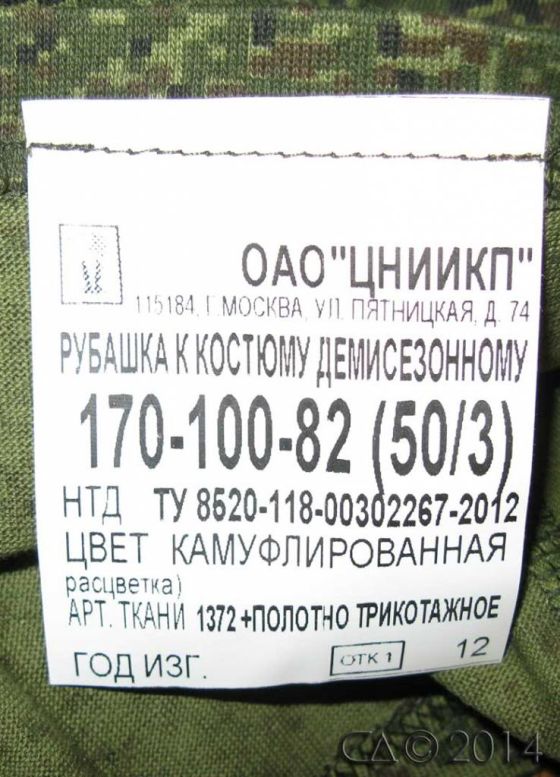 ОАО "ЦНИИКП"
115184, Г.МОСКВА, УЛ. ПЯТНИЦКАЯ, Д. 74
РУБАШКА К КОСТЮМУ ДЕМИСЕЗОННОМУ
170-100-82 (50/3)
НТД ТУ 8520-118-00302267-2012
ЦВЕТ КАМУФЛИРОВАННАЯ
расцветка)
АРТ. ТКАНИ 1372+ПОЛОТНО ТРИКОТАЖНОЕ
ГОД ИЗГ. ОТК 1 12
СД © 2014